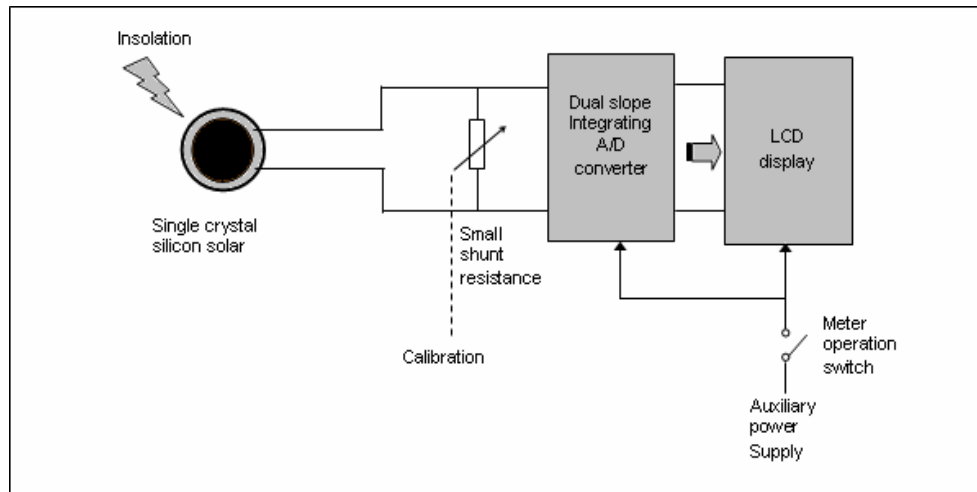 Insolation
Single crystal
silicon solar
Small
shunt
resistance
Calibration
Dual slope
Integrating
A/D
converter
LCD
display
Meter
operation
switch
Auxiliary
power
Supply